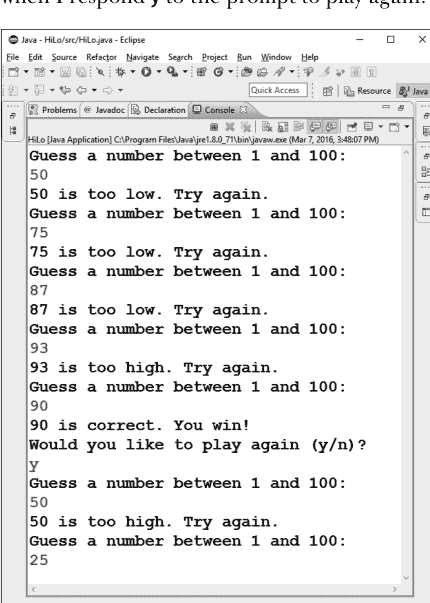 when I respond y to the prompt to play again.
Java - HiLo/src/HiLo.java - Eclipse
File Edit Source Refactor Navigate Search Project Run Window Help
Quick Access Resource Java
Problems Javadoc Declaration Console
HiLo [Java Application] C:\Program Files\Java\jre1.8.0_71\bin\javaw.exe (Mar 7, 2016, 3:48:07 PM)
Guess a number between 1 and 100:
50
50 is too low. Try again.
Guess a number between 1 and 100:
75
75 is too low. Try again.
Guess a number between 1 and 100:
87
87 is too low. Try again.
Guess a number between 1 and 100:
93
93 is too high. Try again.
Guess a number between 1 and 100:
90
90 is correct. You win!
Would you like to play again (y/n)?
y
Guess a number between 1 and 100:
50
50 is too high. Try again.
Guess a number between 1 and 100:
25